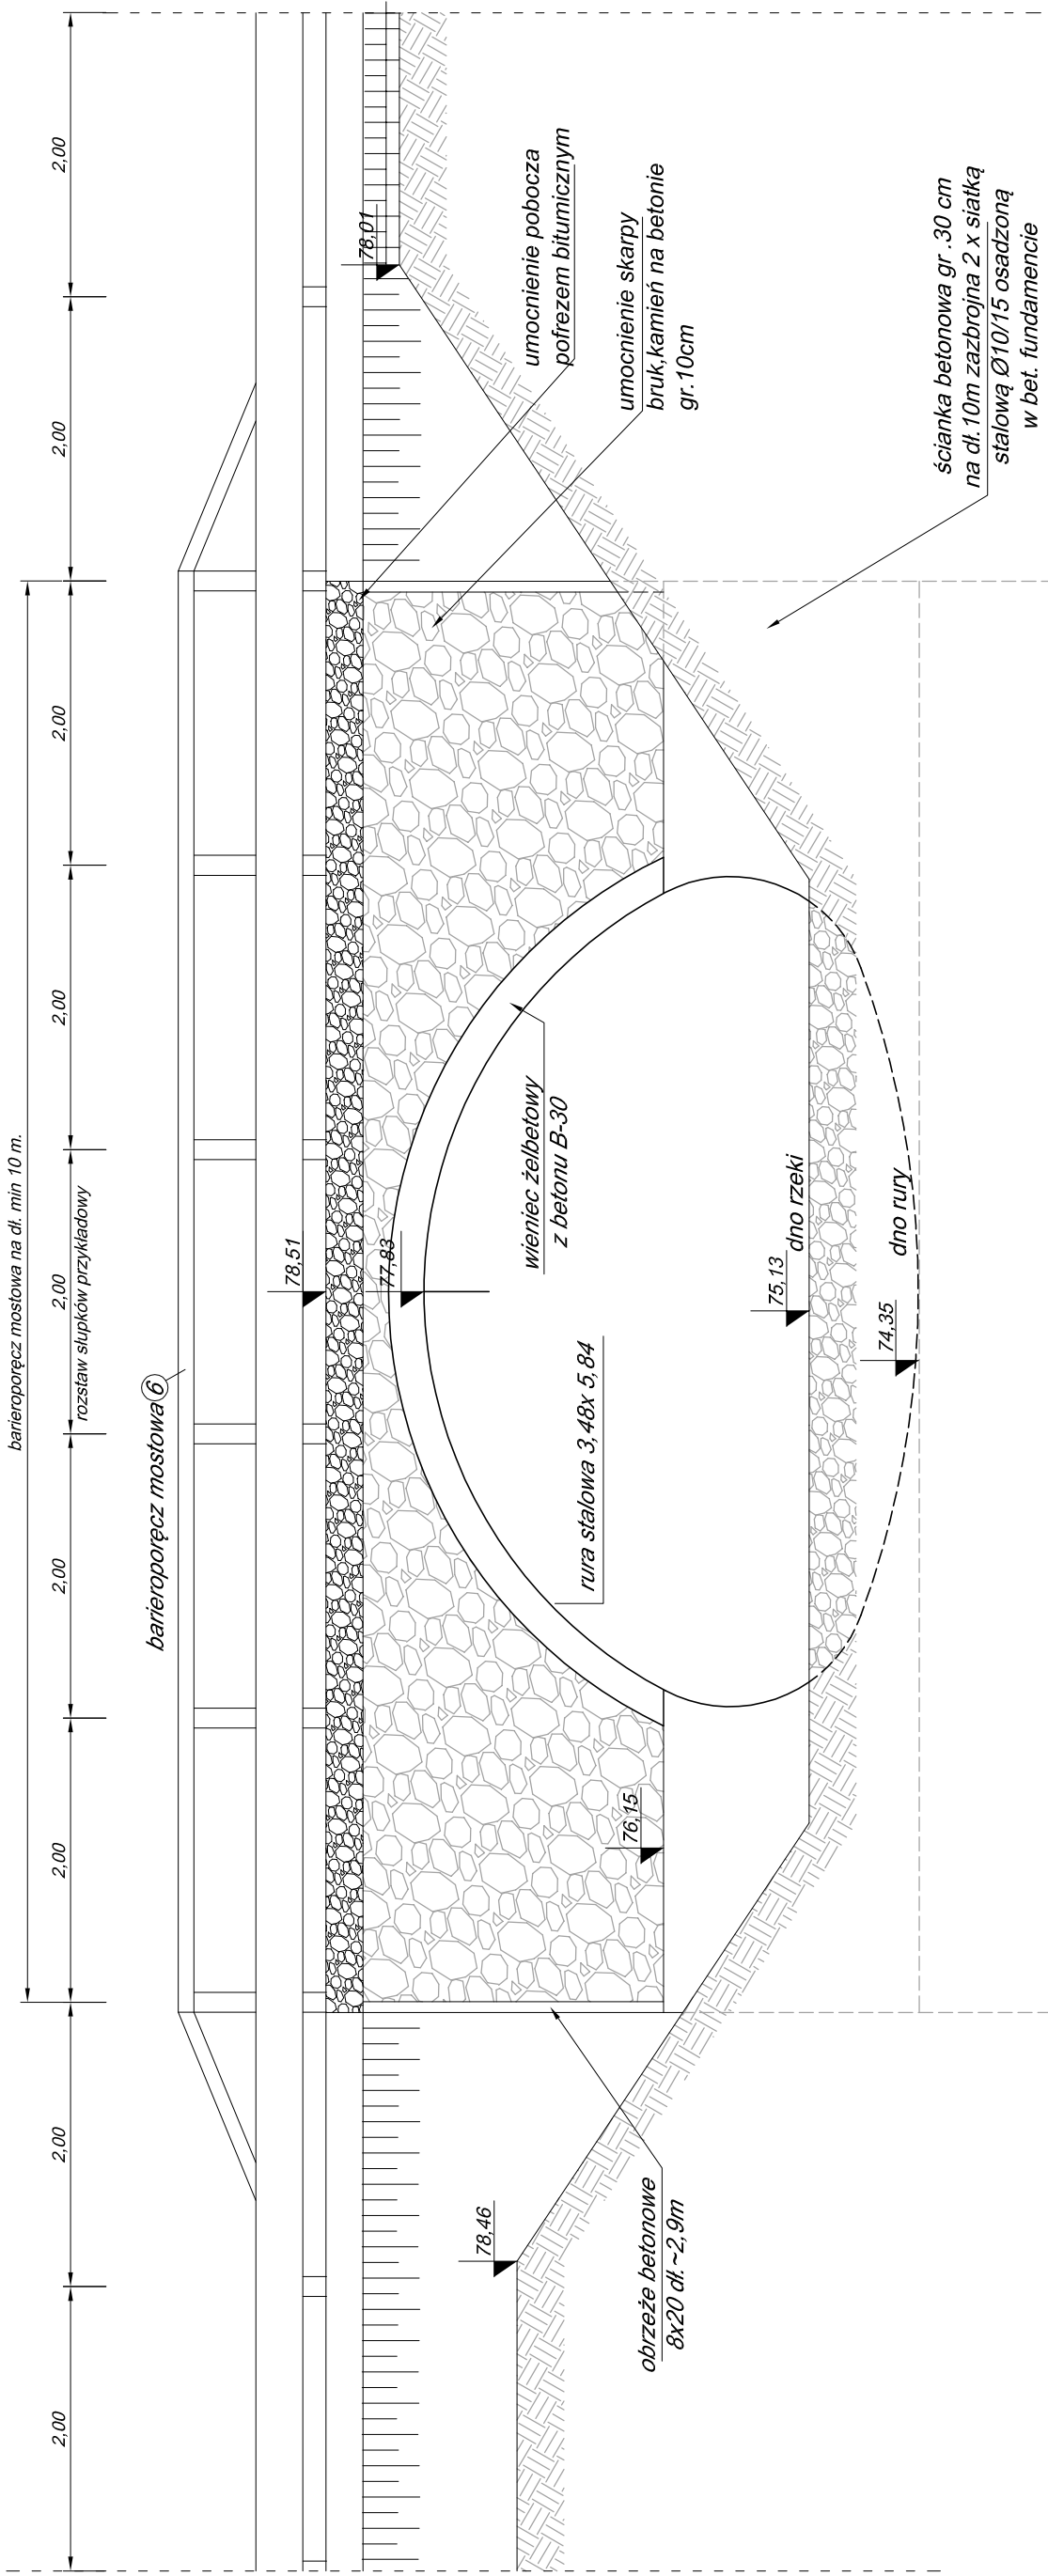 barieroporęcz mostowa na dł. min 10 m.
2,00
2,00
2,00
2,00
2,00
2,00
2,00
2,00
2,00
rozstaw słupków przykładowy
barieroporęcz mostowa 6
78,51
78,01
77,83
78,46
umocnienie pobocza
pofrezem bitumicznym
umocnienie skarpy
bruk,kamień na betonie
gr.10cm
wieniec żelbetowy
z betonu B-30
rura stalowa 3,48x 5,84
76,15
obrzeże betonowe
8x20 dł.~2,9m
75,13
dno rzeki
74,35
dno rury
ścianka betonowa gr .30 cm
na dł.10m zazbrojna 2 x siatką
stalową Ø10/15 osadzoną
w bet. fundamencie